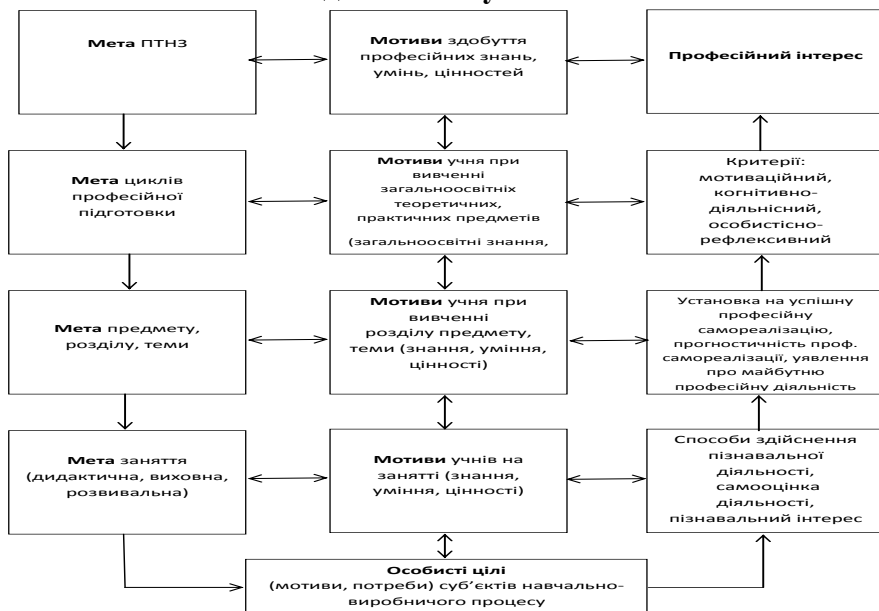 Мета ПТНЗ
Мотиви здобуття
професійних знань,
умінь, цінностей
Професійний інтерес
Мета циклів
професійної
підготовки
Мотиви учня при
вивченні
загальноосвітніх
теоретичних,
практичних предметів
(загальноосвітні знання,
Критерії:
мотиваційний,
когнітивно-
діяльнісний,
особистісно-
рефлексивний
Мета предмету,
розділу, теми
Мотиви учня при
вивченні
розділу предмету,
теми (знання, уміння,
цінності)
Установка на успішну
професійну
самореалізацію,
прогностичність проф.
самореалізації, уявлення
про майбутню
професійну діяльність
Мета заняття
(дидактична, виховна,
розвивальна)
Мотиви учнів на
занятті (знання,
уміння, цінності)
Способи здійснення
пізнавальної
діяльності,
самооцінка
діяльності,
пізнавальний інтерес
Особисті цілі
(мотиви, потреби) суб’єктів навчально-
виробничого процесу